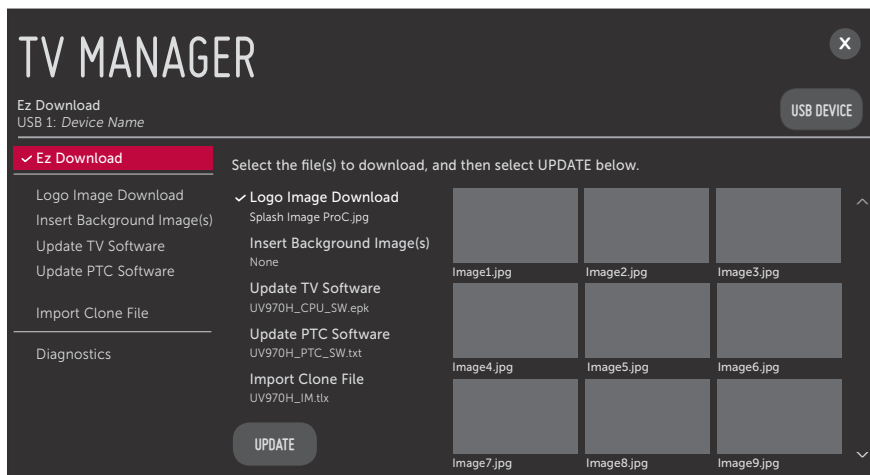 TV MANAGER
X
Ez Download
USB 1: Device Name
USB DEVICE
Ez Download
Logo Image Download
Insert Background Image(s)
Update TV Software
Update PTC Software
Import Clone File
Diagnostics
Select the file(s) to download, and then select UPDATE below.
Logo Image Download
Splash Image ProC.jpg
Insert Background Image(s)
None
Update TV Software
UV970H_CPU_SW.epk
Update PTC Software
UV970H_PTC_SW.txt
Import Clone File
UV970H_IM.tlx
UPDATE
Image1.jpg
Image2.jpg
Image3.jpg
Image4.jpg
Image5.jpg
Image6.jpg
Image7.jpg
Image8.jpg
Image9.jpg